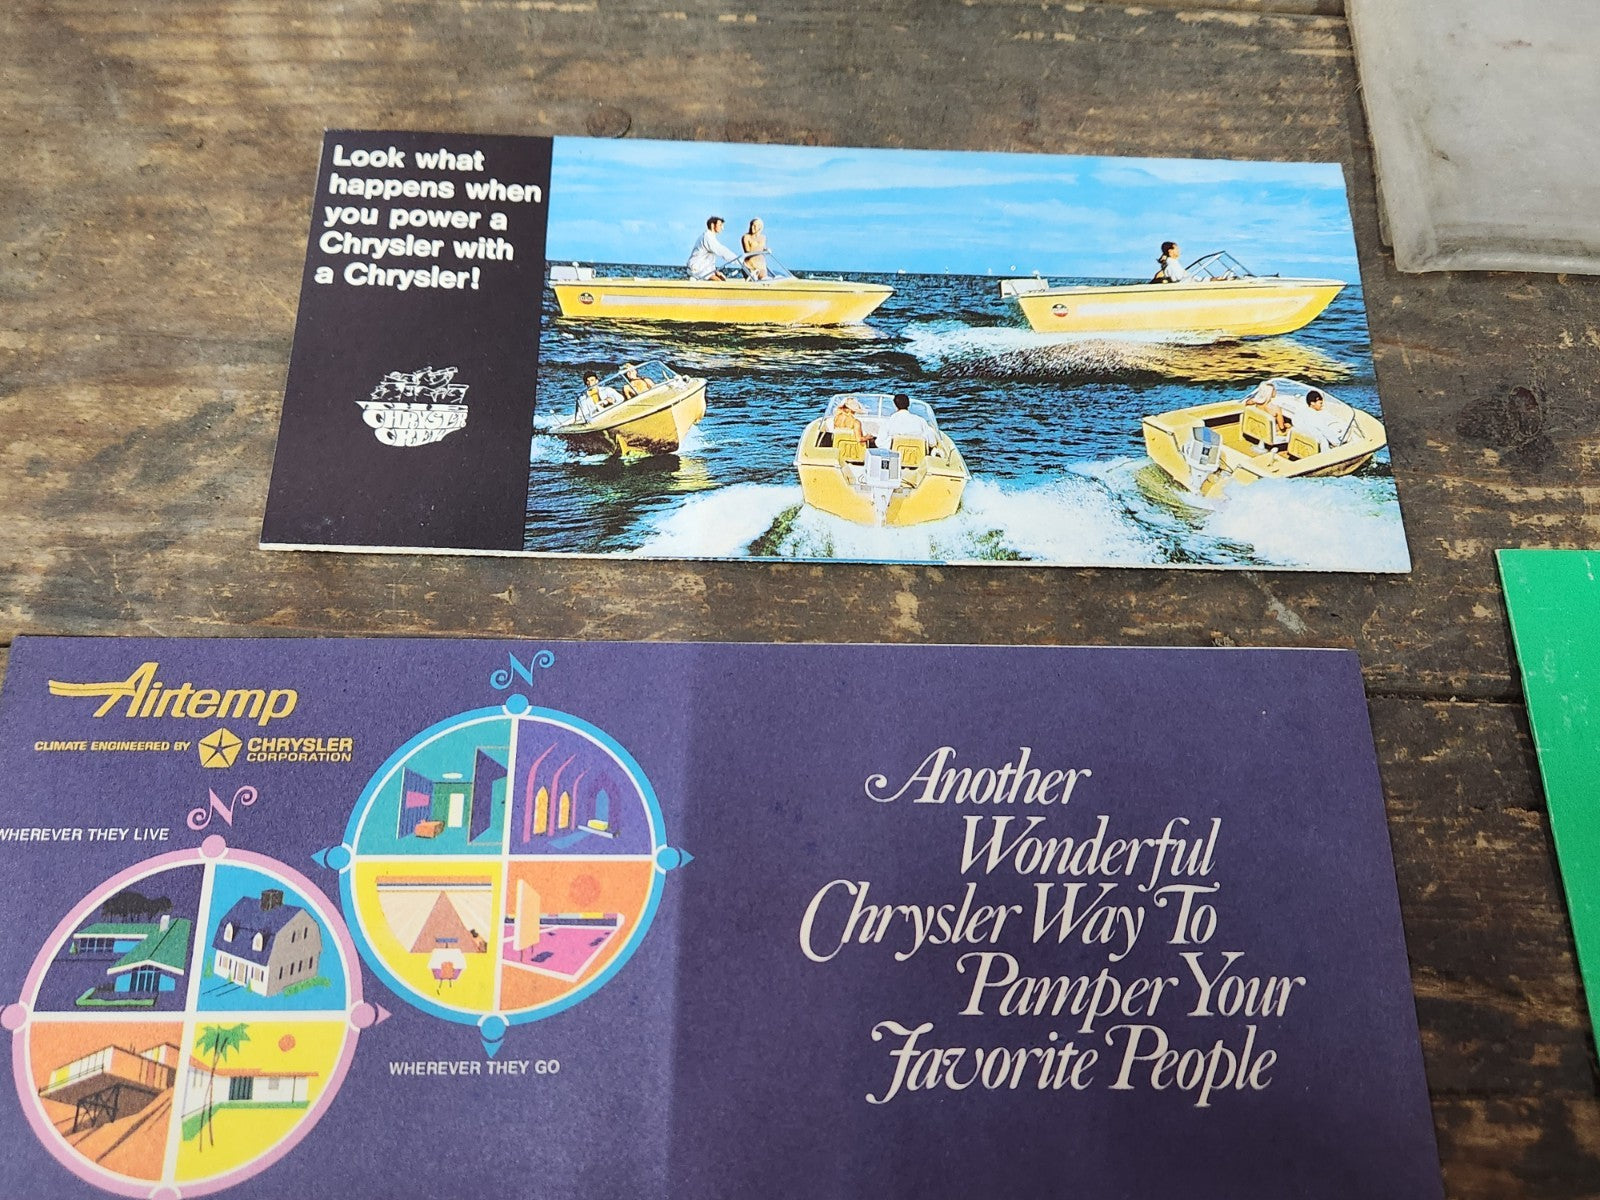 Look what
happens when
you power a
Chrysler with
a Chrysler!
THE
CHRYSLER
CREW
Airtemp
CLIMATE ENGINEERED BY
CHRYSLER
CORPORATION
N
N
WHEREVER THEY LIVE
WHEREVER THEY GO
Another
Wonderful
Chrysler Way To
Pamper Your
Favorite People